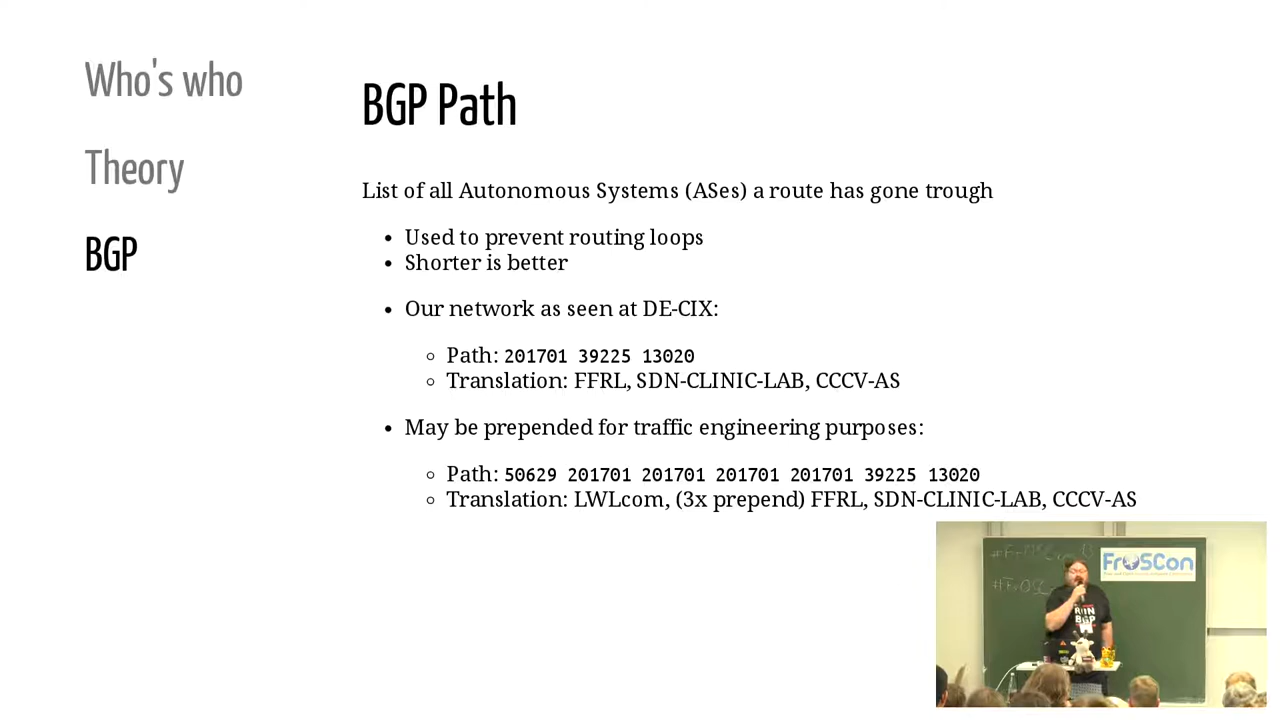 Who's who
Theory
BGP
BGP Path
List of all Autonomous Systems (ASes) a route has gone trough
• Used to prevent routing loops
• Shorter is better
• Our network as seen at DE-CIX:
◦ Path: 201701 39225 13020
◦ Translation: FFRL, SDN-CLINIC-LAB, CCCV-AS
• May be prepended for traffic engineering purposes:
◦ Path: 50629 201701 201701 201701 201701 39225 13020
◦ Translation: LWLcom, (3x prepend) FFRL, SDN-CLINIC-LAB, CCCV-AS
FrOSCon
RUN
BGP